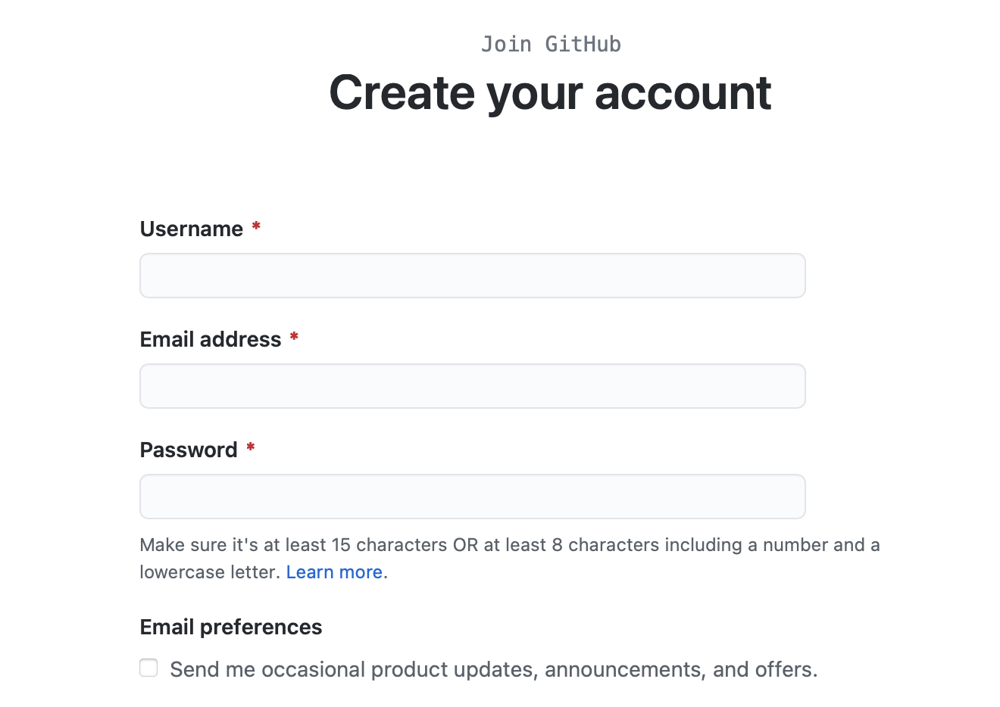 Join GitHub
Create your account
Username *
Email address *
Password *
Make sure it's at least 15 characters OR at least 8 characters including a number and a
lowercase letter. Learn more.
Email preferences
Send me occasional product updates, announcements, and offers.